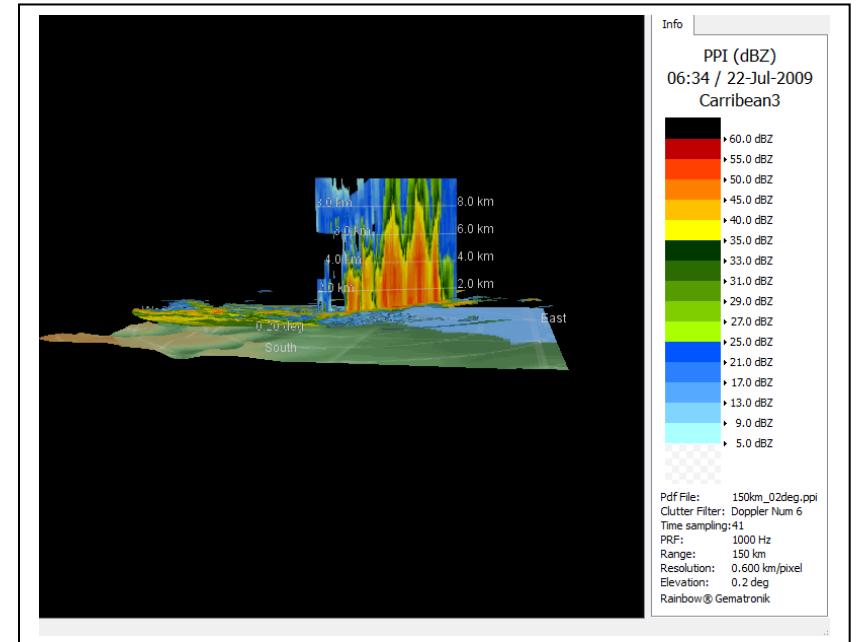 Info
PPI (dBZ)
06:34 / 22-Jul-2009
Carribean3
60.0 dBZ
55.0 dBZ
50.0 dBZ
45.0 dBZ
40.0 dBZ
35.0 dBZ
33.0 dBZ
31.0 dBZ
29.0 dBZ
27.0 dBZ
25.0 dBZ
21.0 dBZ
17.0 dBZ
13.0 dBZ
9.0 dBZ
5.0 dBZ
8.0 km
6.0 km
4.0 km
2.0 km
East
0.20 deg
South
Pdf File: 150km_02deg.ppi
Clutter Filter: Doppler Num 6
Time sampling:41
PRF: 1000 Hz
Range: 150 km
Resolution: 0.600 km/pixel
Elevation: 0.2 deg
Rainbow® Gematronik